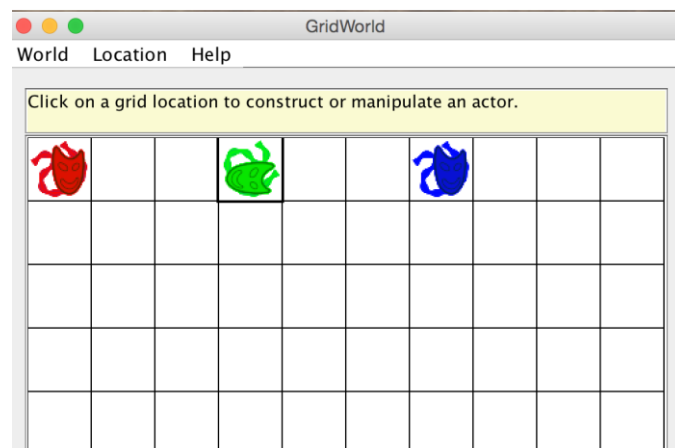 GridWorld
World Location Help
Click on a grid location to construct or manipulate an actor.